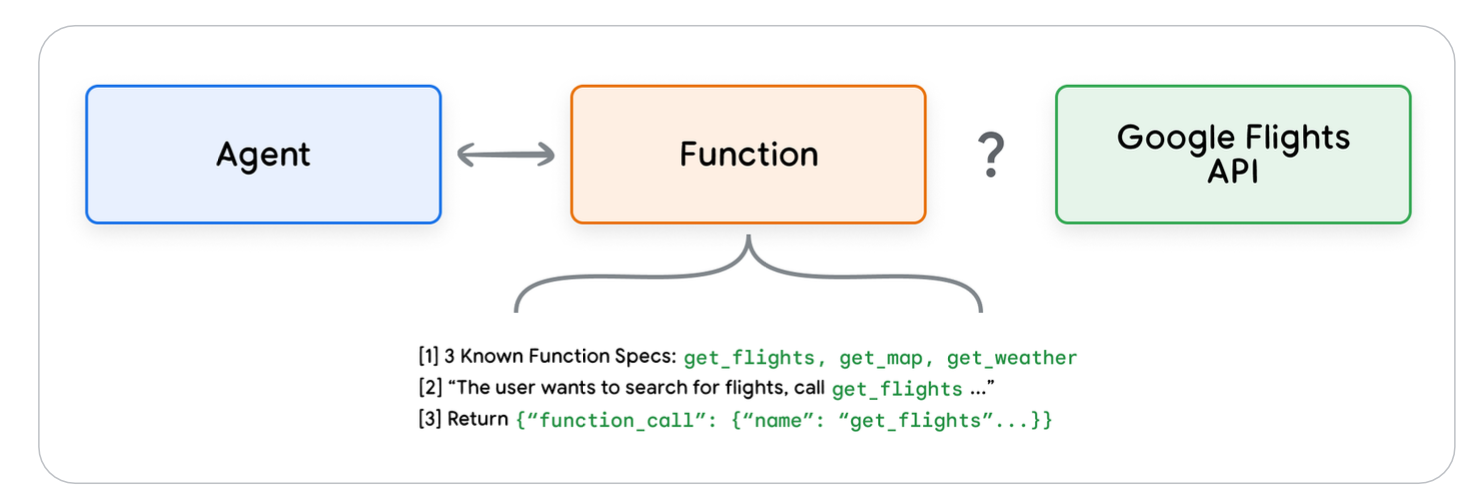 Agent
Function
?
Google Flights
API
[1] 3 Known Function Specs: get_flights, get_map, get_weather
[2] “The user wants to search for flights, call get_flights ...”
[3] Return {“function_call”: {“name”: “get_flights”...}}